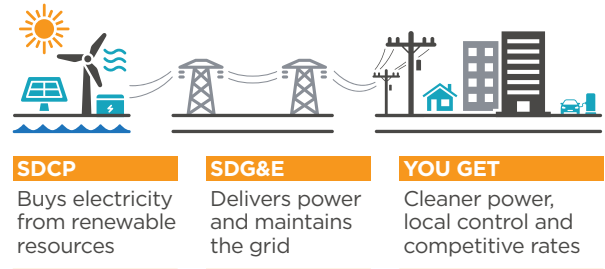 SDCP
Buys electricity
from renewable
resources
SDG&E
Delivers power
and maintains
the grid
YOU GET
Cleaner power,
local control and
competitive rates